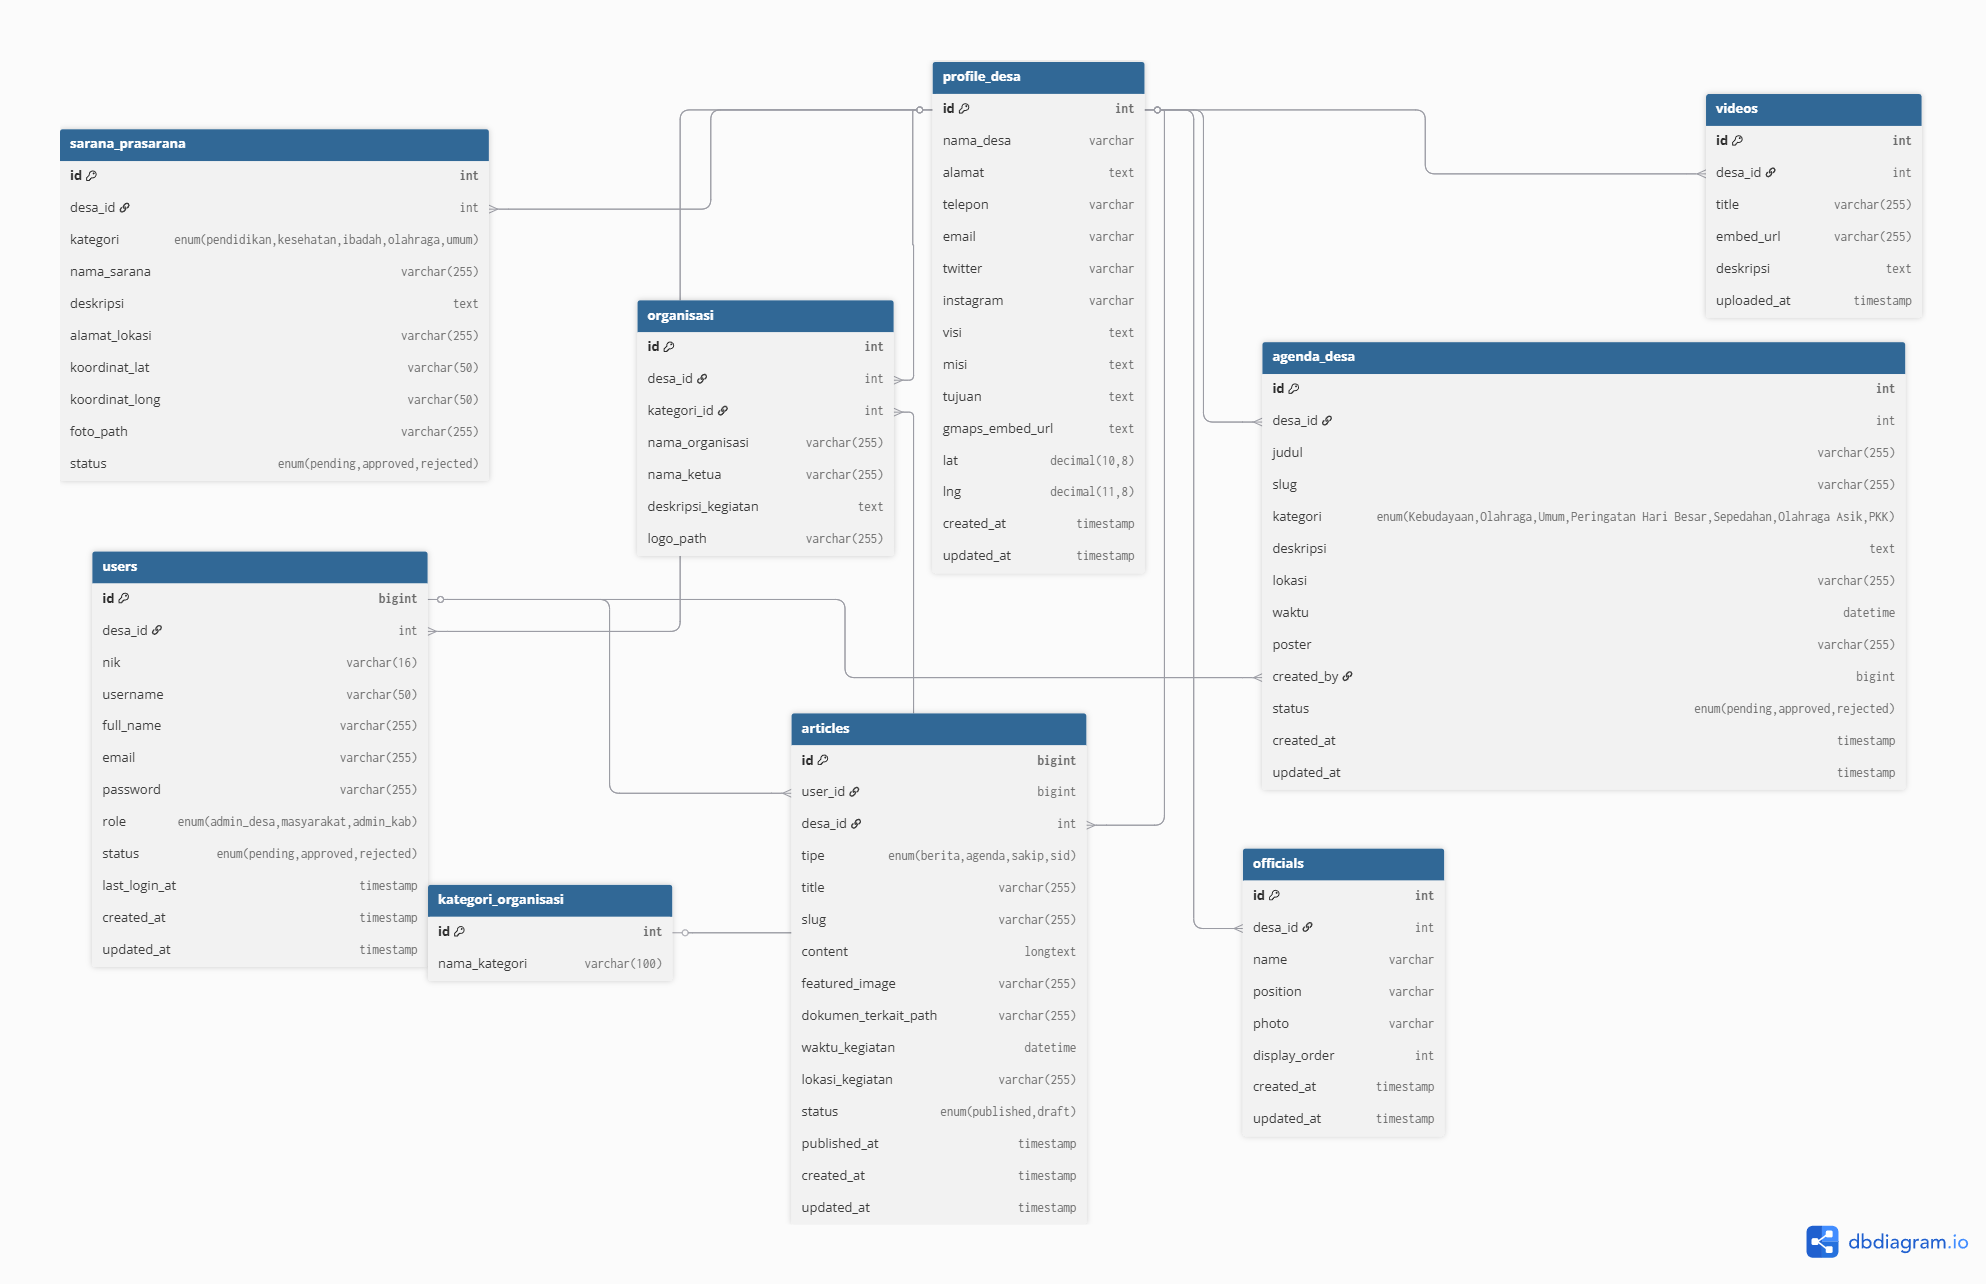 profile_desa
id int
nama_desa varchar
alamat text
telepon varchar
email varchar
twitter varchar
instagram varchar
visi text
misi text
tujuan text
gmaps_embed_url text
lat decimal(10,8)
lng decimal(11,8)
created_at timestamp
updated_at timestamp
videos
id int
desa_id int
title varchar(255)
embed_url varchar(255)
deskripsi text
uploaded_at timestamp
sarana_prasarana
id int
desa_id int
kategori enum(pendidikan,kesehatan,ibadah,olahraga,umum)
nama_sarana varchar(255)
deskripsi text
alamat_lokasi varchar(255)
koordinat_lat varchar(50)
koordinat_long varchar(50)
foto_path varchar(255)
status enum(pending,approved,rejected)
organisasi
id int
desa_id int
kategori_id int
nama_organisasi varchar(255)
nama_ketua varchar(255)
deskripsi_kegiatan text
logo_path varchar(255)
agenda_desa
id int
desa_id int
judul varchar(255)
slug varchar(255)
kategori enum(Kebudayaan,Olahraga,Umum,Peringatan Hari Besar,Sepedahan,Olahraga Asik,PKK)
deskripsi text
lokasi varchar(255)
waktu datetime
poster varchar(255)
created_by bigint
status enum(pending,approved,rejected)
created_at timestamp
updated_at timestamp
users
id bigint
desa_id int
nik varchar(16)
username varchar(50)
full_name varchar(255)
email varchar(255)
password varchar(255)
role enum(admin_desa,masyarakat,admin_kab)
status enum(pending,approved,rejected)
last_login_at timestamp
created_at timestamp
updated_at timestamp
kategori_organisasi
id int
nama_kategori varchar(100)
articles
id bigint
user_id bigint
desa_id int
tipe enum(berita,agenda,sakip,sid)
title varchar(255)
slug varchar(255)
content longtext
featured_image varchar(255)
dokumen_terkait_path varchar(255)
waktu_kegiatan datetime
lokasi_kegiatan varchar(255)
status enum(published,draft)
published_at timestamp
created_at timestamp
updated_at timestamp
officials
id int
desa_id int
name varchar
position varchar
photo varchar
display_order int
created_at timestamp
updated_at timestamp
dbdiagram.io